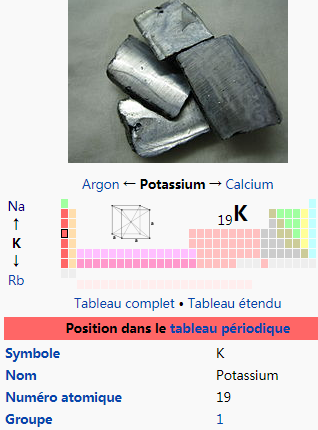 Argon ← Potassium → Calcium
Na
↑
K
↓
Rb
19K
a
a
a
Tableau complet • Tableau étendu
Position dans le tableau périodique
Symbole K
Nom Potassium
Numéro atomique 19
Groupe 1